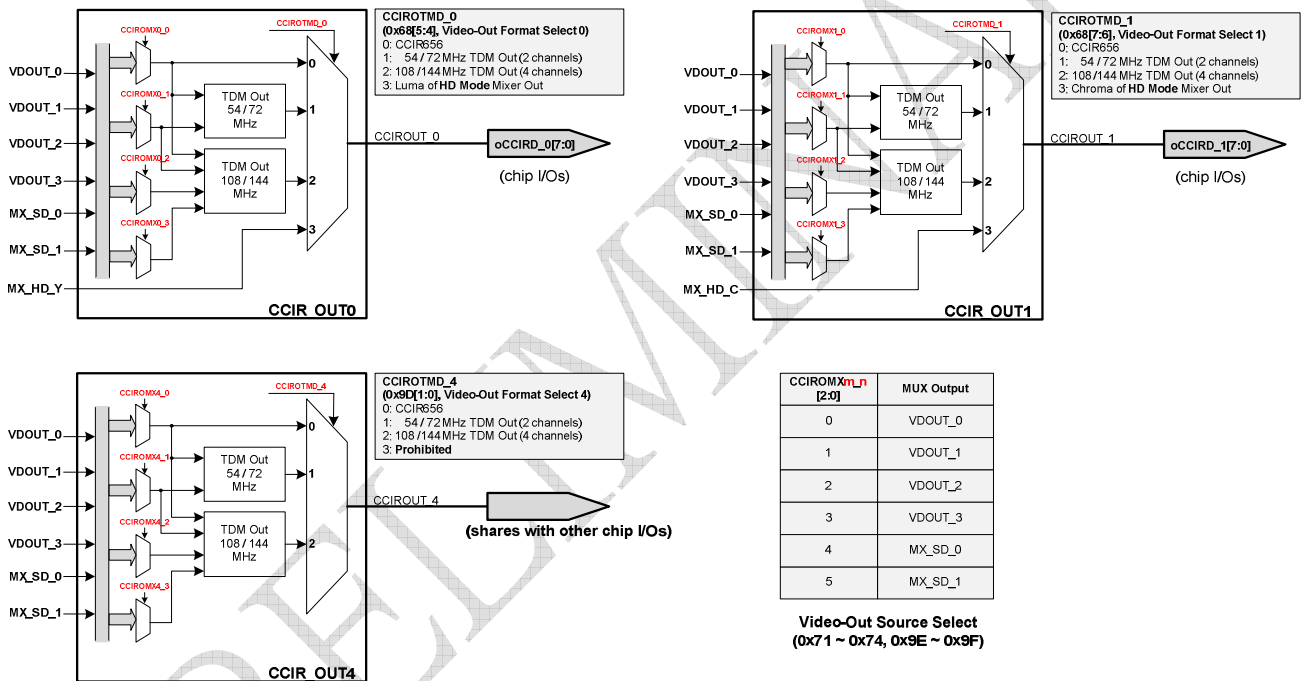 CCIROTMD_0
CCIROMX0_0
VDOUT_0
VDOUT_1
VDOUT_2
VDOUT_3
MX_SD_0
MX_SD_1
MX_HD_Y
CCIROMX0_1
CCIROMX0_2
CCIROMX0_3
TDM Out
54 / 72
MHz
TDM Out
108 / 144
MHz
0
1
2
3
CCIR_OUT0
CCIROTMD_0
(0x68[5:4], Video-Out Format Select 0)
0: CCIR656
1: 54 / 72 MHz TDM Out (2 channels)
2: 108 /144 MHz TDM Out (4 channels)
3: Luma of HD Mode Mixer Out
CCIROUT_0
oCCIRD_0[7:0]
(chip I/Os)
CCIROTMD_1
CCIROMX1_0
VDOUT_0
VDOUT_1
VDOUT_2
VDOUT_3
MX_SD_0
MX_SD_1
MX_HD_C
CCIROMX1_1
CCIROMX1_2
CCIROMX1_3
TDM Out
54 / 72
MHz
TDM Out
108 / 144
MHz
0
1
2
3
CCIR_OUT1
CCIROTMD_1
(0x68[7:6], Video-Out Format Select 1)
0: CCIR656
1: 54 / 72 MHz TDM Out (2 channels)
2: 108 /144 MHz TDM Out (4 channels)
3: Chroma of HD Mode Mixer Out
CCIROUT_1
oCCIRD_1[7:0]
(chip I/Os)
CCIROTMD_4
CCIROMX4_0
VDOUT_0
VDOUT_1
VDOUT_2
VDOUT_3
MX_SD_0
MX_SD_1
CCIROMX4_1
CCIROMX4_2
CCIROMX4_3
TDM Out
54 / 72
MHz
TDM Out
108 / 144
MHz
0
1
2
CCIR_OUT4
CCIROTMD_4
(0x9D[1:0], Video-Out Format Select 4)
0: CCIR656
1: 54 / 72 MHz TDM Out (2 channels)
2: 108 /144 MHz TDM Out (4 channels)
3: Prohibited
CCIROUT_4
(shares with other chip I/Os)
CCIROMXm_n [2:0] MUX Output
0 VDOUT_0
1 VDOUT_1
2 VDOUT_2
3 VDOUT_3
4 MX_SD_0
5 MX_SD_1
Video-Out Source Select
(0x71 ~ 0x74, 0x9E ~ 0x9F)